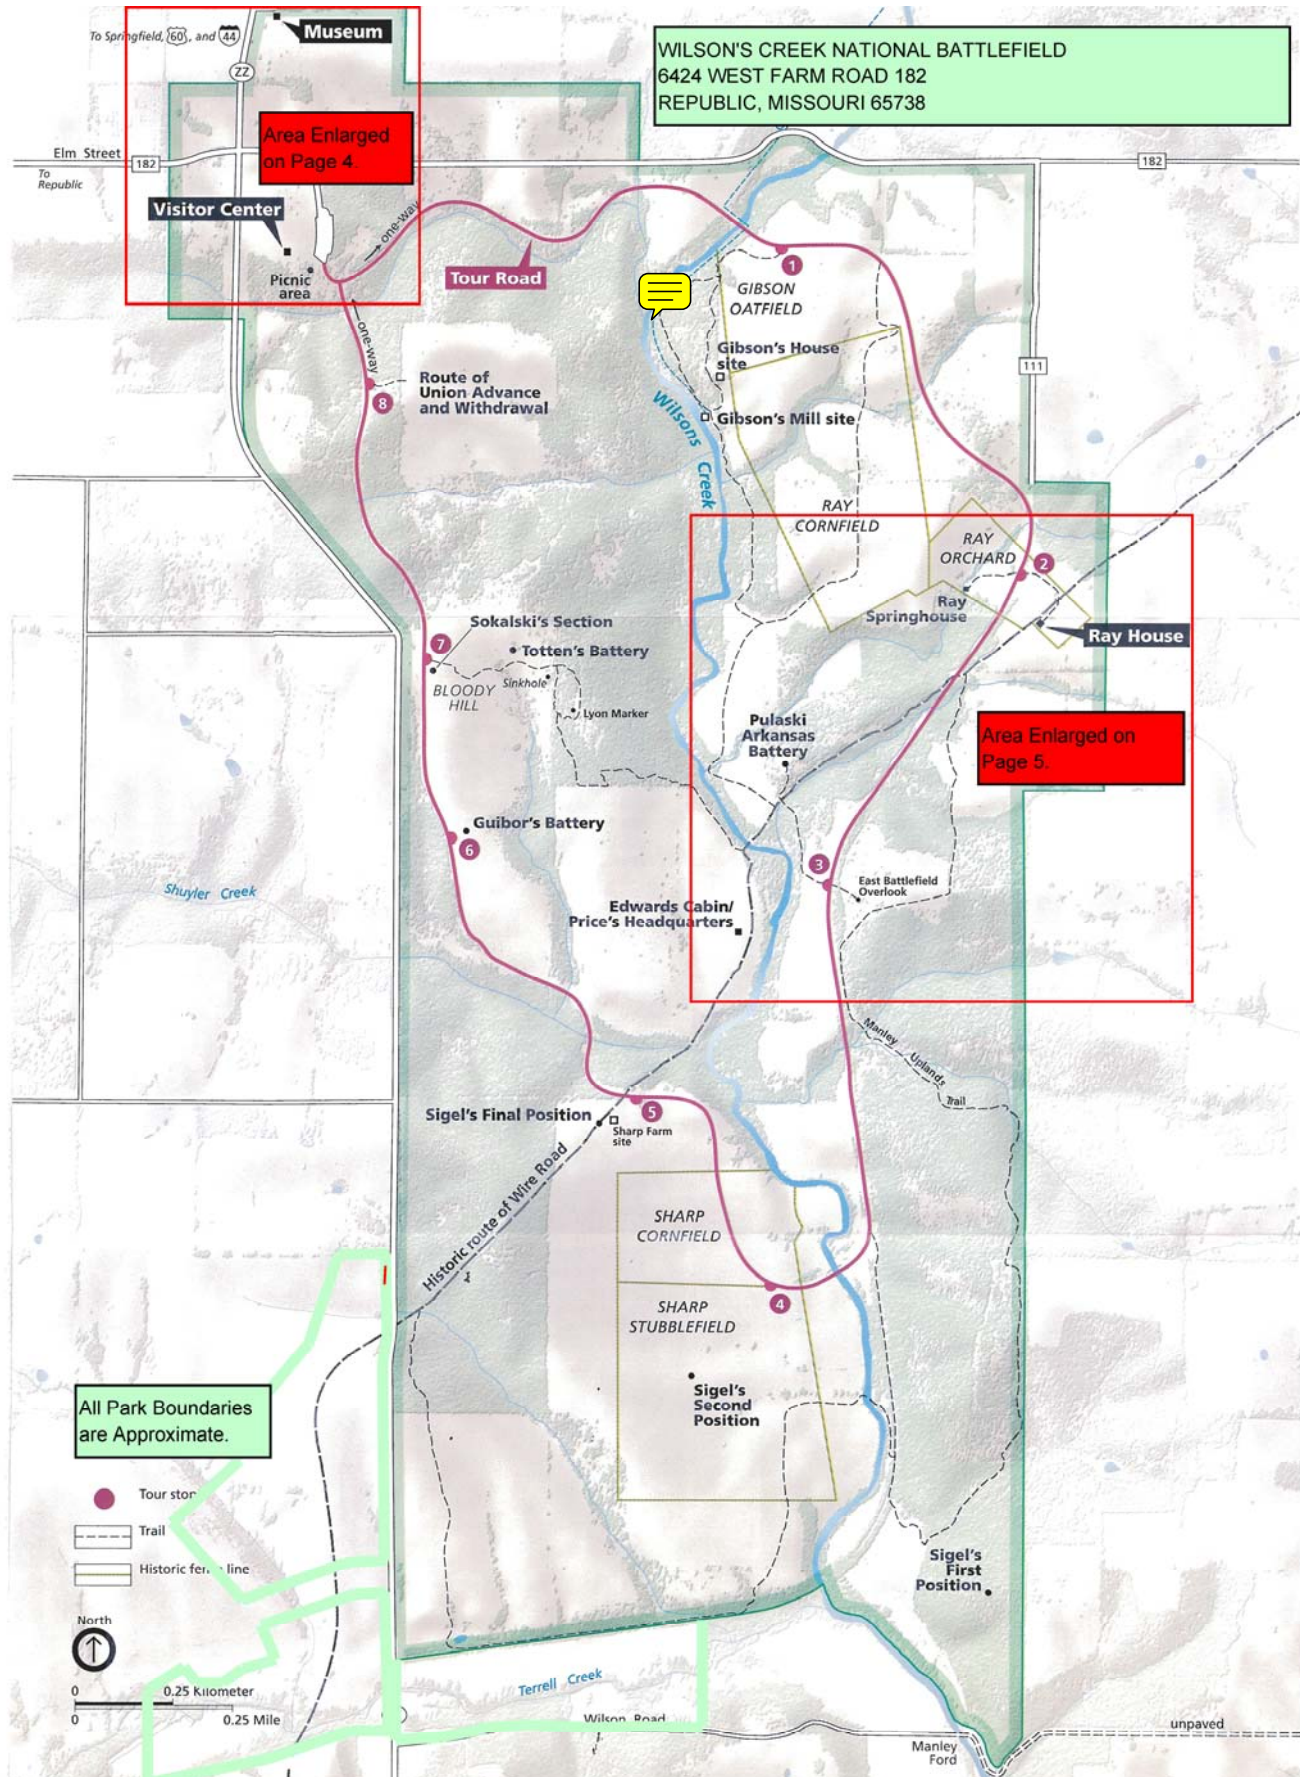 To Springfield, 60, and 44
Museum
WILSON'S CREEK NATIONAL BATTLEFIELD
6424 WEST FARM ROAD 182
REPUBLIC, MISSOURI 65738
ZZ
Area Enlarged
on Page 4.
Elm Street
182
182
To
Republic
Visitor Center
one-way
Tour Road
Picnic
area
1
GIBSON
OATFIELD
one-way
Gibson's House
site
111
Route of
Union Advance
and Withdrawal
8
Wilsons Creek
Gibson's Mill site
RAY
CORNFIELD
RAY
ORCHARD
2
Ray
Springhouse
Ray House
Sokalski's Section
7
Totten's Battery
BLOODY
HILL
Sinkhole
Lyon Marker
Pulaski
Arkansas
Battery
Area Enlarged on
Page 5.
Guibor's Battery
6
3
East Battlefield
Overlook
Shuyler Creek
Edwards Cabin/
Price's Headquarters
Manley Uplands Trail
Sigel's Final Position
5
Sharp Farm
site
Historic route of Wire Road
SHARP
CORNFIELD
4
SHARP
STUBBLEFIELD
Sigel's
Second
Position
All Park Boundaries
are Approximate.
Tour stop
Trail
Historic fence line
Sigel's
First
Position
North
0 0.25 Kilometer
0 0.25 Mile
Terrell Creek
Wilson Road
unpaved
Manley
Ford